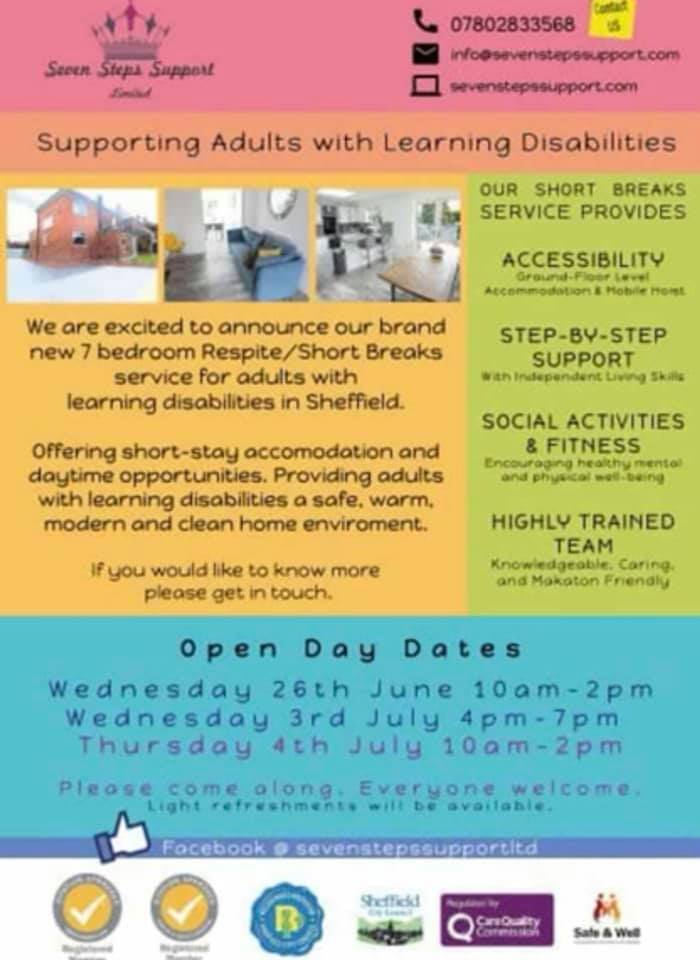 Seven Steps Support
Limited
07802833568
Contact
US
info@sevenstepssupport.com
sevenstepssupport.com
Supporting Adults with Learning Disabilities
We are excited to announce our brand
new 7 bedroom Respite/Short Breaks
service for adults with
learning disabilities in Sheffield.
Offering short-stay accomodation and
daytime opportunities. Providing adults
with learning disabilities a safe, warm,
modern and clean home enviroment.
If you would like to know more
please get in touch.
OUR SHORT BREAKS
SERVICE PROVIDES
ACCESSIBILITY
Ground-Floor Level
Accommodation & Mobile Hoist
STEP-BY-STEP
SUPPORT
With Independent Living Skills
SOCIAL ACTIVITIES
& FITNESS
Encouraging healthy mental
and physical well-being
HIGHLY TRAINED
TEAM
Knowledgeable, Caring,
and Makaton Friendly
Open Day Dates
Wednesday 26th June 10am-2pm
Wednesday 3rd July 4pm-7pm
Thursday 4th July 10am-2pm
Please come along. Everyone welcome.
Light refreshments will be available.
Facebook @ sevenstepssupportltd
Registered
Registered
Sheffield
City Council
Regulated by
CareQuality
Commission
Safe & Well